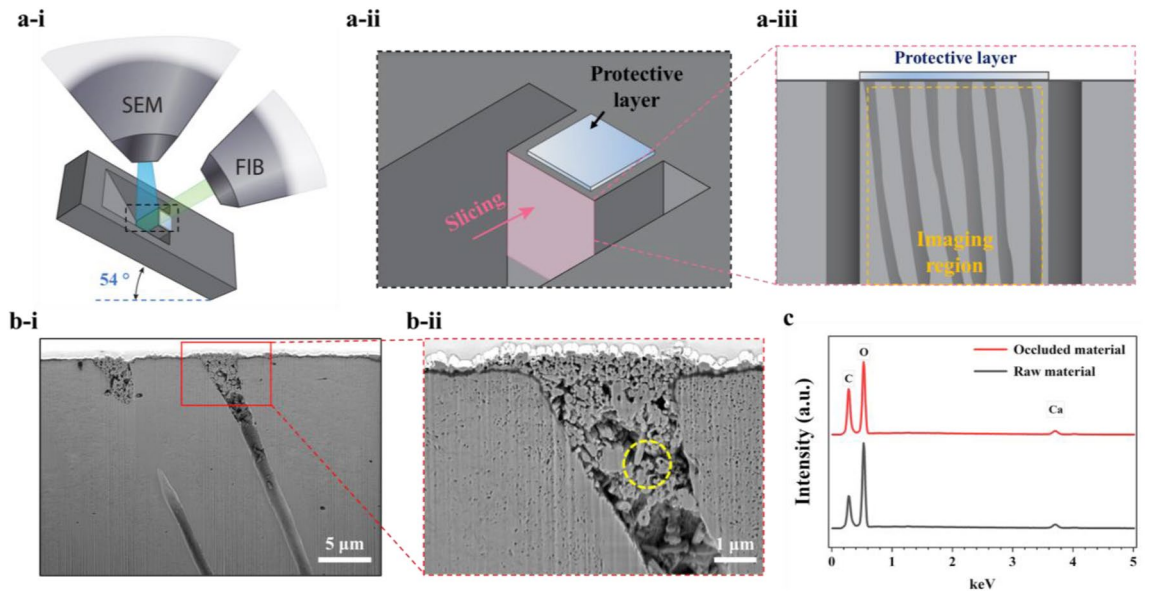 a-i
a-ii
a-iii
SEM
FIB
54 °
Protective
layer
Slicing
Protective layer
Imaging
region
b-i
b-ii
c
5 μm
1 μm
Occluded material
Raw material
C
O
Ca
Intensity (a.u.)
0 1 2 3 4 5
keV